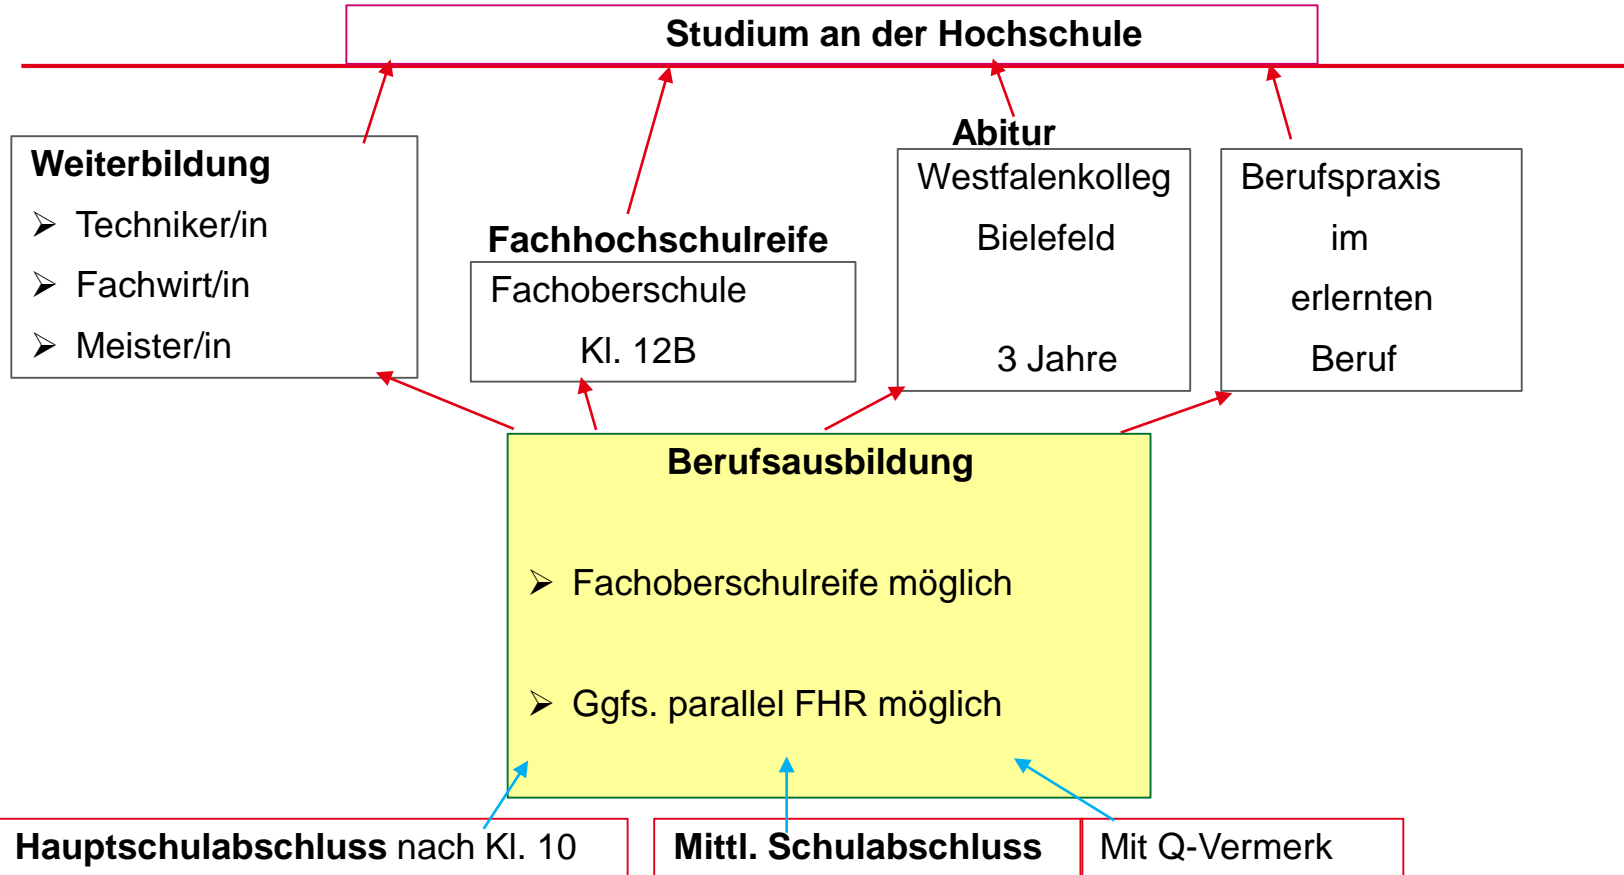 Studium an der Hochschule
Weiterbildung
➢ Techniker/in
➢ Fachwirt/in
➢ Meister/in
Fachhochschulreife
Fachoberschule
Kl. 12B
Abitur
Westfalenkolleg
Bielefeld
3 Jahre
Berufspraxis
im
erlernten
Beruf
Berufsausbildung
➢ Fachoberschulreife möglich
➢ Ggfs. parallel FHR möglich
Hauptschulabschluss nach Kl. 10
Mittl. Schulabschluss
Mit Q-Vermerk